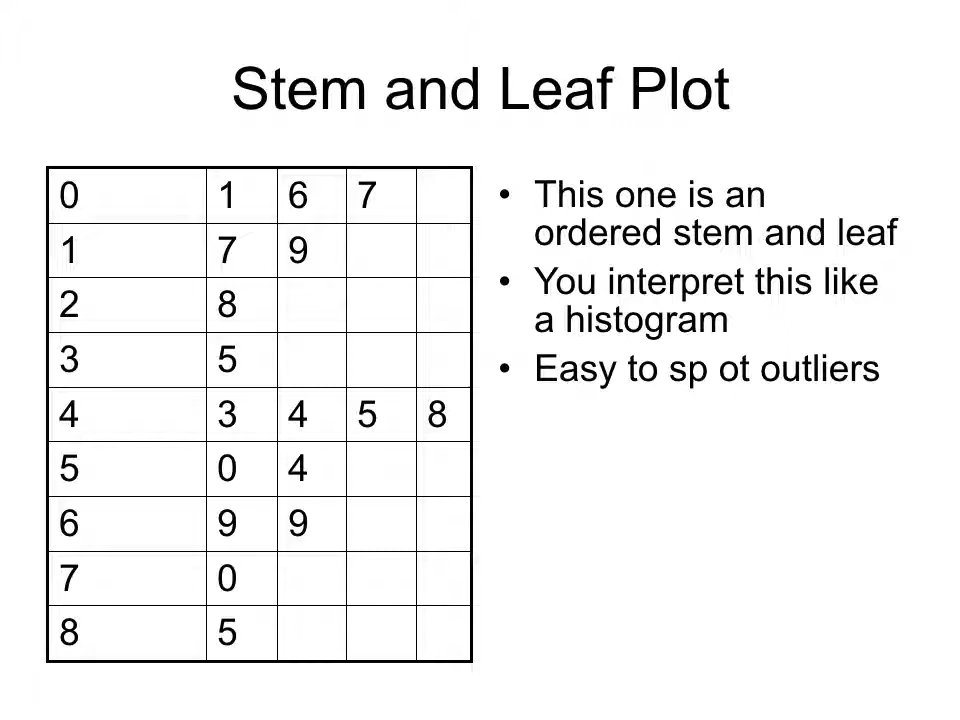 Stem and Leaf Plot
0 1 6 7
1 7 9
2 8
3 5
4 3 4 5 8
5 0 4
6 9 9
7 0
8 5
• This one is an
ordered stem and leaf
• You interpret this like
a histogram
• Easy to sp ot outliers